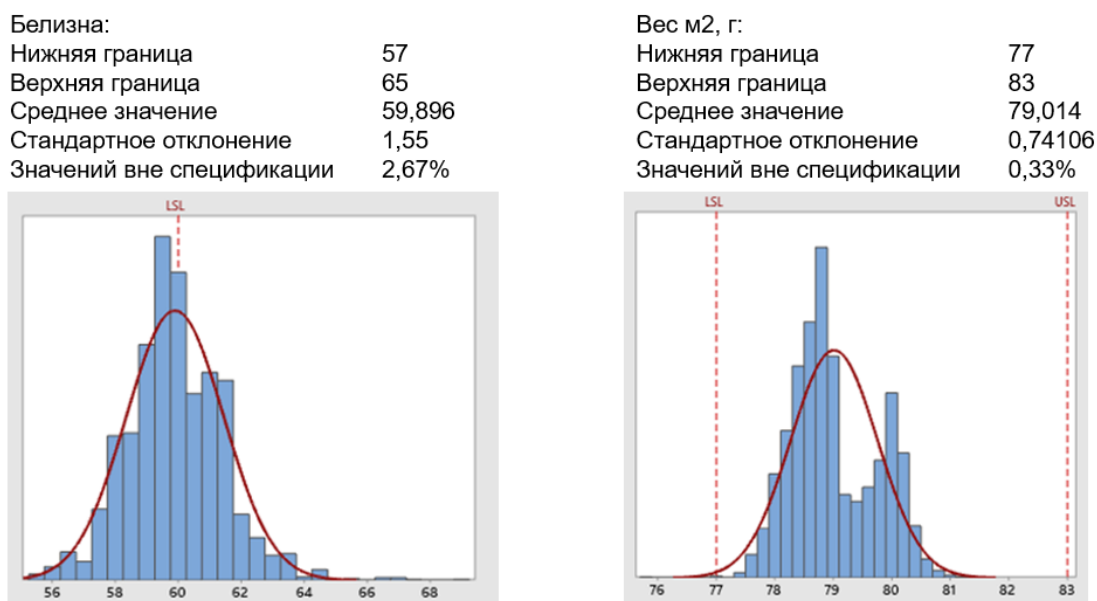 Белизна:
Нижняя граница 57
Верхняя граница 65
Среднее значение 59,896
Стандартное отклонение 1,55
Значений вне спецификации 2,67%
LSL
56 58 60 62 64 66 68
Вес м2, г:
Нижняя граница 77
Верхняя граница 83
Среднее значение 79,014
Стандартное отклонение 0,74106
Значений вне спецификации 0,33%
LSL USL
76 77 78 79 80 81 82 83